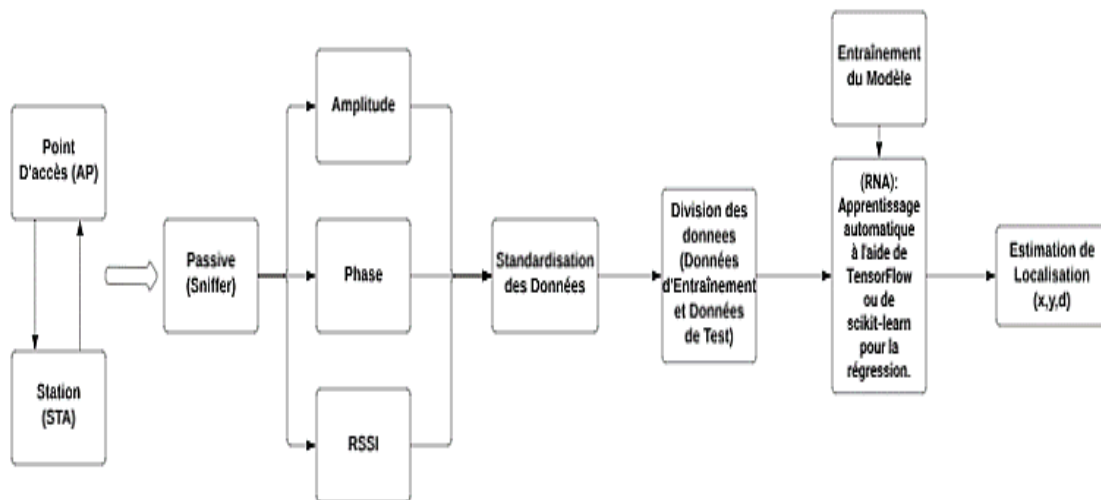 Point
D'accès (AP)
Station
(STA)
Passive
(Sniffer)
Amplitude
Phase
RSSI
Standardisation
des Données
Division des
donnees
(Données
d'Entraînement
et Données
de Test)
Entraînement
du Modèle
(RNA):
Apprentissage
automatique
à l'aide de
TensorFlow
ou de
scikit-learn
pour la
régression.
Estimation de
Localisation
(x,y,d)